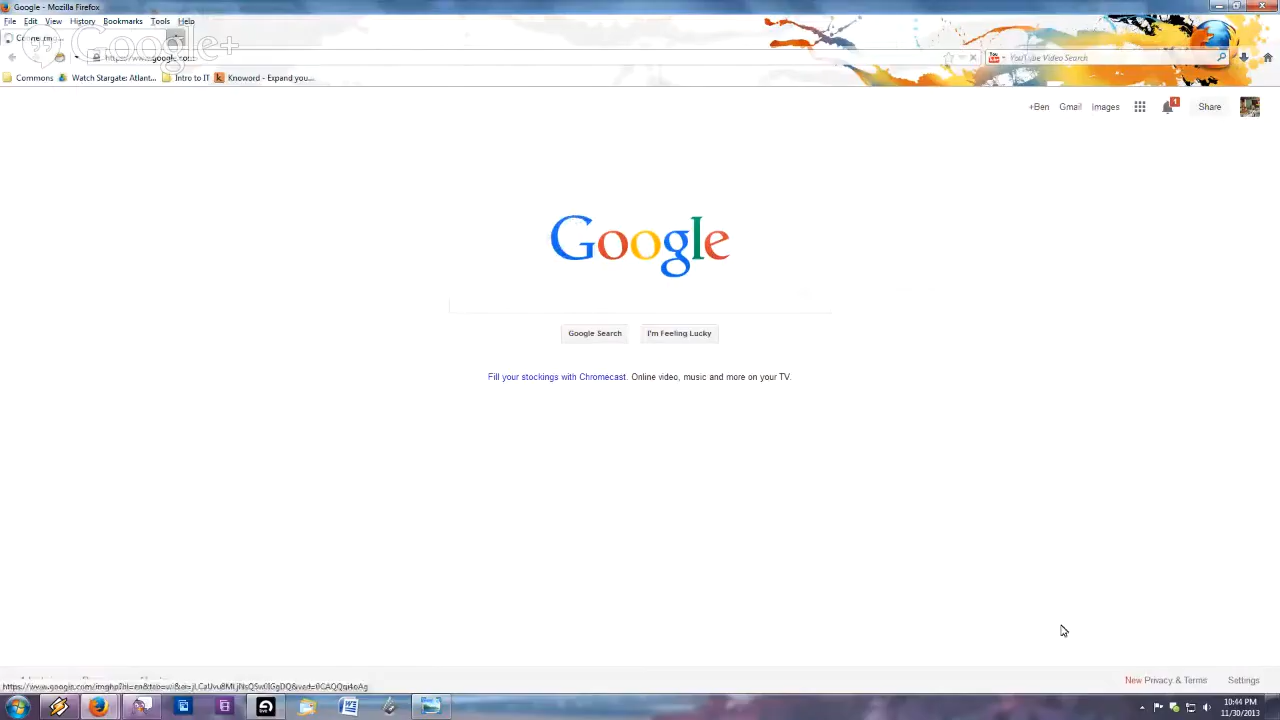 Google - Mozilla Firefox
File Edit View History Bookmarks Tools Help
Google+
https://www.google.com
YouTube Video Search
Commons Watch Stargate: Atlant... Intro to IT Knoword - Expand you...
+Ben Gmail Images 1 Share
Google
Google Search I'm Feeling Lucky
Fill your stockings with Chromecast. Online video, music and more on your TV.
New Privacy & Terms Settings
10:44 PM
11/30/2013